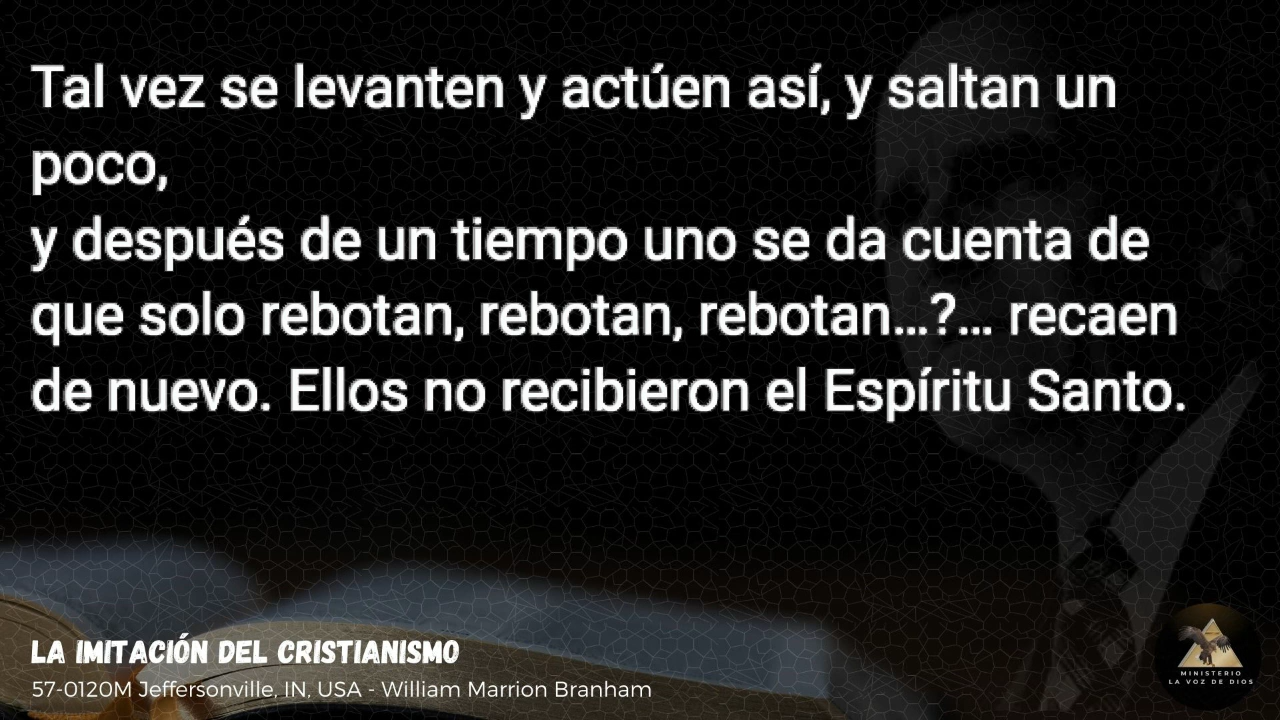 Tal vez se levanten y actúen así, y saltan un
poco,
y después de un tiempo uno se da cuenta de
que solo rebotan, rebotan, rebotan...?... recaen
de nuevo. Ellos no recibieron el Espíritu Santo.
LA IMITACIÓN DEL CRISTIANISMO
57-0120M Jeffersonville, IN, USA - William Marrion Branham
MINISTERIO
LA VOZ DE DIOS